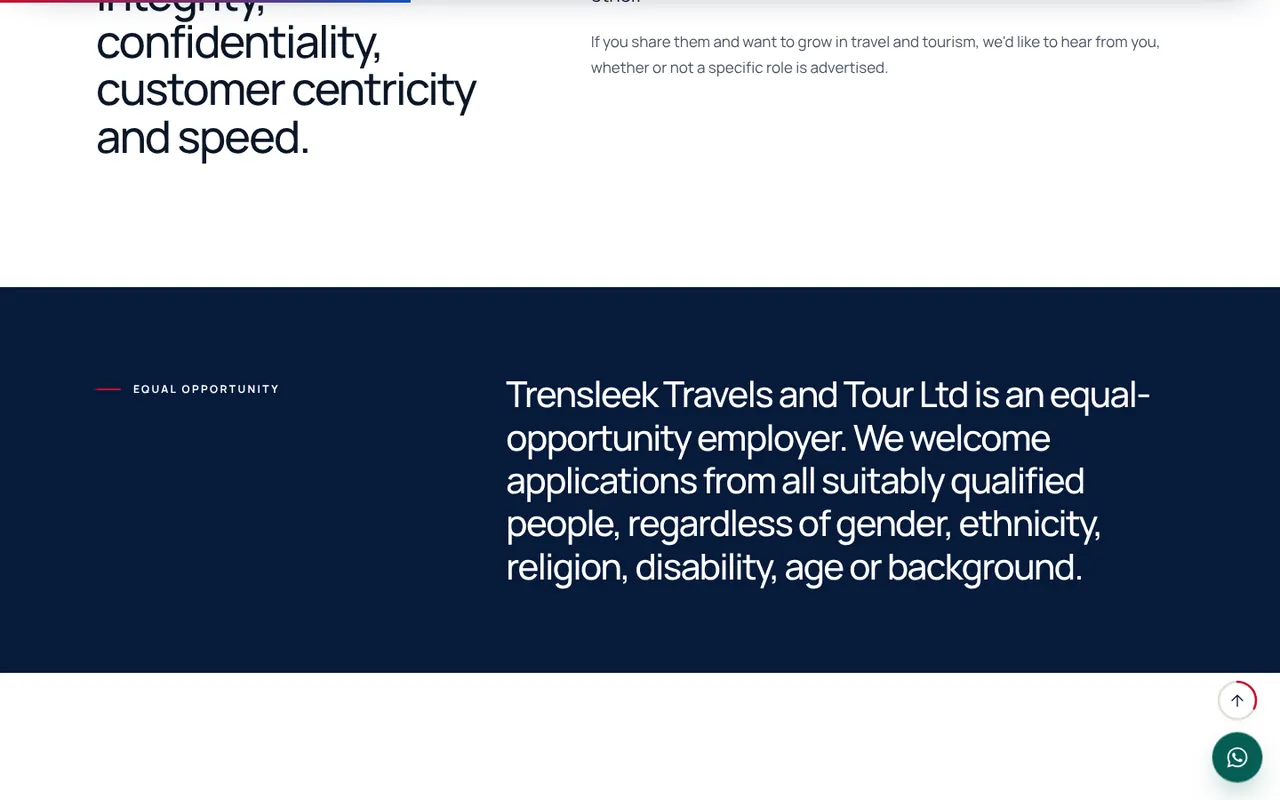 integrity,
confidentiality,
customer centricity
and speed.
If you share them and want to grow in travel and tourism, we'd like to hear from you,
whether or not a specific role is advertised.
EQUAL OPPORTUNITY
Trensleek Travels and Tour Ltd is an equal-
opportunity employer. We welcome
applications from all suitably qualified
people, regardless of gender, ethnicity,
religion, disability, age or background.